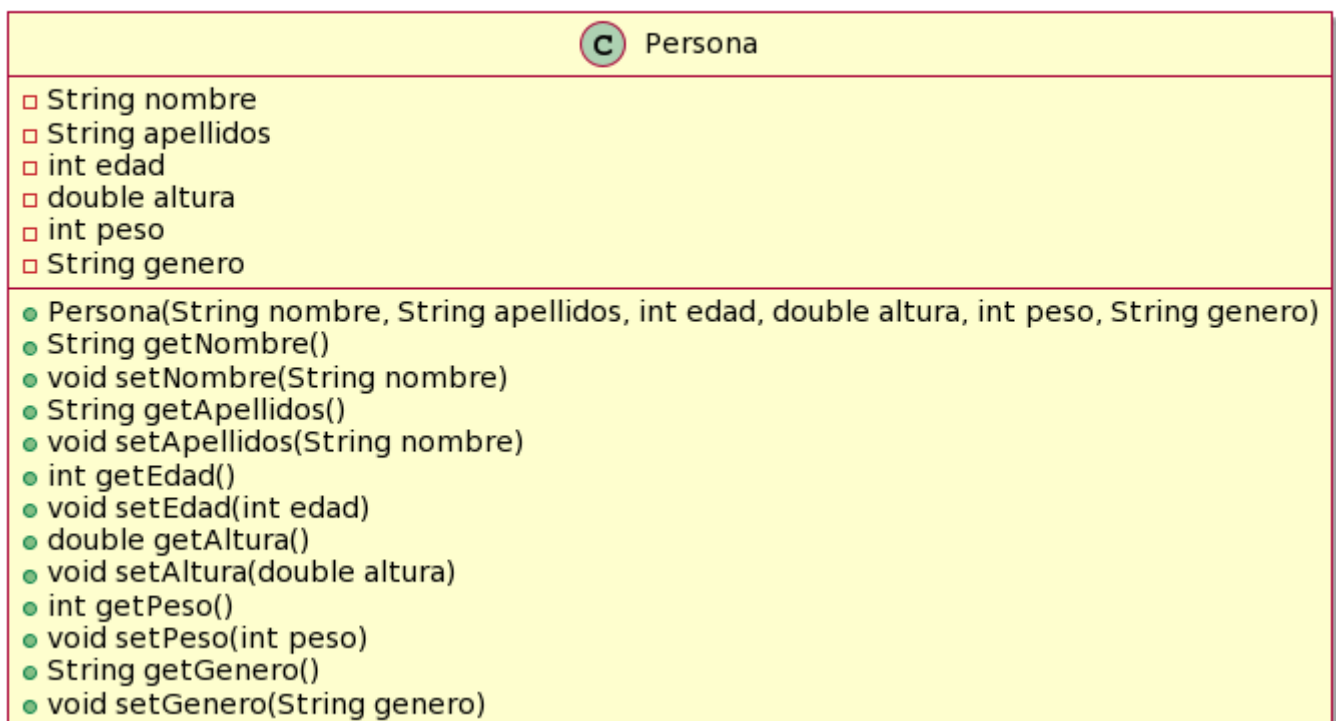 C Persona
String nombre
String apellidos
int edad
double altura
int peso
String genero
Persona(String nombre, String apellidos, int edad, double altura, int peso, String genero)
String getNombre()
void setNombre(String nombre)
String getApellidos()
void setApellidos(String nombre)
int getEdad()
void setEdad(int edad)
double getAltura()
void setAltura(double altura)
int getPeso()
void setPeso(int peso)
String getGenero()
void setGenero(String genero)